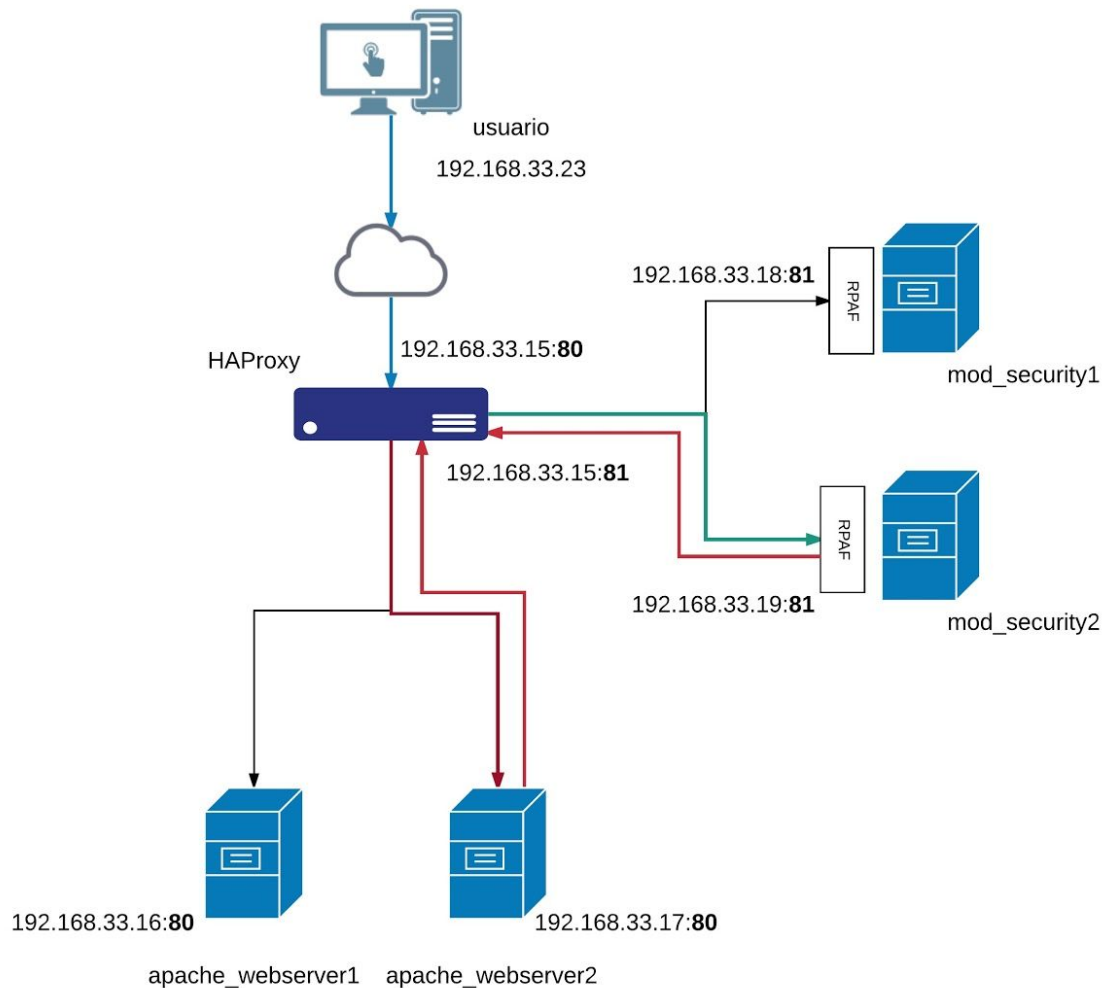 usuario
192.168.33.23
192.168.33.18:81
RPAF
mod_security1
192.168.33.15:80
HAProxy
192.168.33.15:81
RPAF
192.168.33.19:81
mod_security2
192.168.33.16:80
192.168.33.17:80
apache_webserver1
apache_webserver2